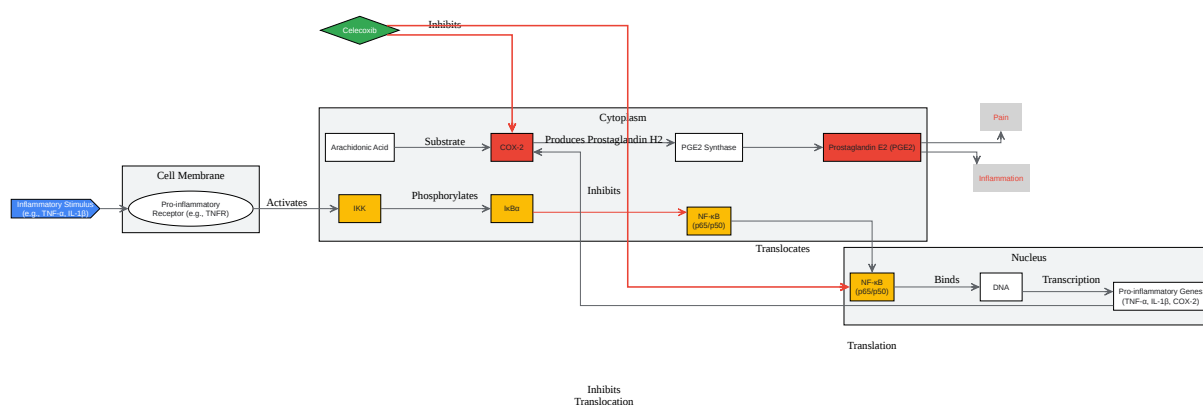 Celecoxib
Inhibits
Cytoplasm
Arachidonic Acid
Substrate
COX-2
Produces Prostaglandin H2
PGE2 Synthase
Prostaglandin E2 (PGE2)
Pain
Inflammation
Cell Membrane
Inflammatory Stimulus
(e.g., TNF-α, IL-1β)
Pro-inflammatory
Receptor (e.g., TNFR)
Activates
IKK
Phosphorylates
IκBα
Inhibits
NF-κB
(p65/p50)
Translocates
Nucleus
NF-κB
(p65/p50)
Binds
DNA
Transcription
Pro-inflammatory Genes
(TNF-α, IL-1β, COX-2)
Translation
Inhibits
Translocation